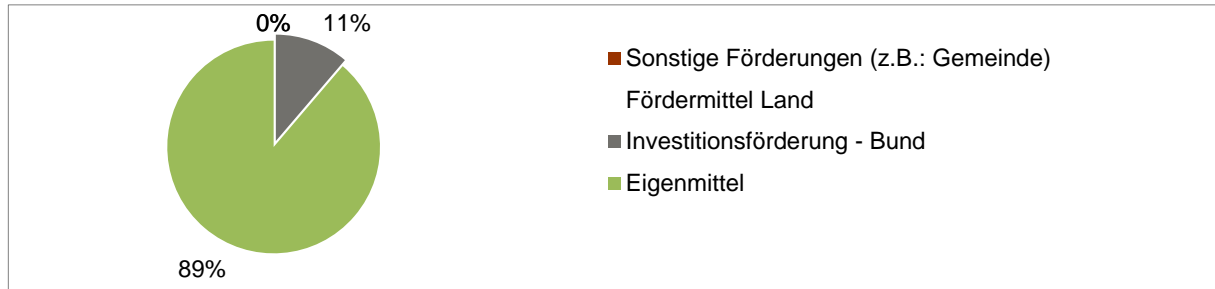 0% 11%
89%
Sonstige Förderungen (z.B.: Gemeinde)
Fördermittel Land
Investitionsförderung - Bund
Eigenmittel